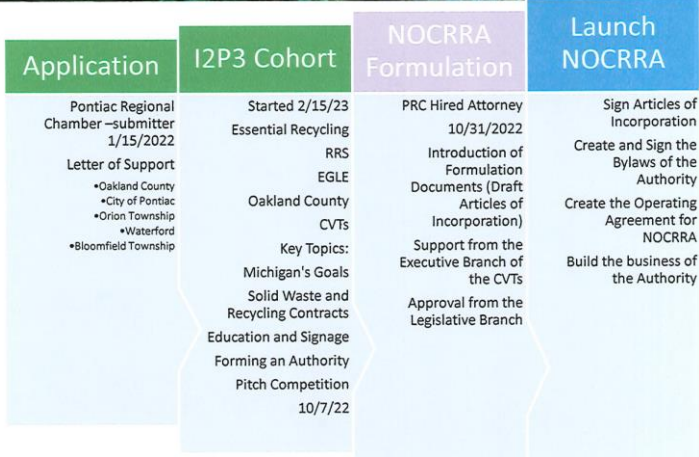 Application
Pontiac Regional
Chamber –submitter
1/15/2022
Letter of Support
•Oakland County
•City of Pontiac
•Orion Township
•Waterford
•Bloomfield Township
I2P3 Cohort
Started 2/15/23
Essential Recycling
RRS
EGLE
Oakland County
CVTs
Key Topics:
Michigan's Goals
Solid Waste and
Recycling Contracts
Education and Signage
Forming an Authority
Pitch Competition
10/7/22
NOCRRA
Formulation
PRC Hired Attorney
10/31/2022
Introduction of
Formulation
Documents (Draft
Articles of
Incorporation)
Support from the
Executive Branch of
the CVTs
Approval from the
Legislative Branch
Launch
NOCRRA
Sign Articles of
Incorporation
Create and Sign the
Bylaws of the
Authority
Create the Operating
Agreement for
NOCRRA
Build the business of
the Authority